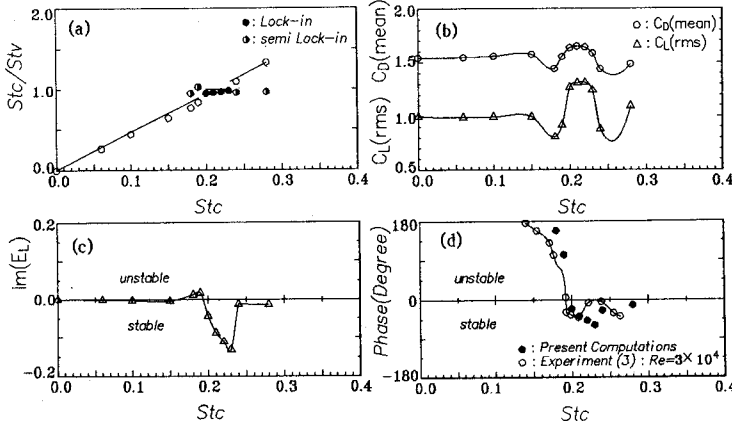 (a)
● : Lock-in
◑ : semi Lock-in
Stc/Stv
2.0
1.0
0.0
0.0 0.1 0.2 0.3 0.4
Stc
(b)
○ : C_D(mean)
△ : C_L(rms)
C_L(rms) C_D(mean)
2.0
1.5
1.0
0.5
0.0 0.1 0.2 0.3 0.4
Stc
(c)
im(E_L)
0.2
0.0
-0.2
unstable
stable
0.0 0.1 0.2 0.3 0.4
Stc
(d)
Phase(Degree)
180
0
-180
unstable
stable
● : Present Computations
○ : Experiment (3) : Re=3×10^4
0.0 0.1 0.2 0.3 0.4
Stc